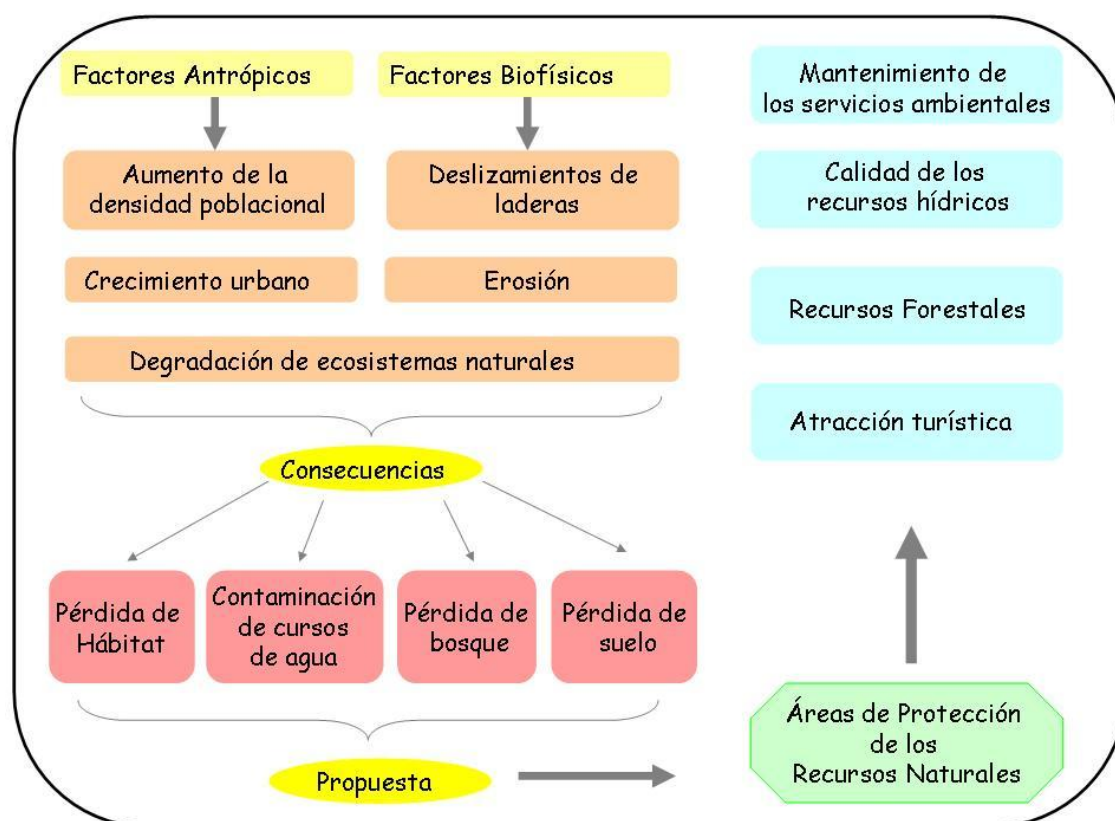 Factores Antrópicos
Factores Biofísicos
Aumento de la
densidad poblacional
Deslizamientos de
laderas
Crecimiento urbano
Erosión
Degradación de ecosistemas naturales
Consecuencias
Pérdida de
Hábitat
Contaminación
de cursos
de agua
Pérdida de
bosque
Pérdida de
suelo
Propuesta
Áreas de Protección
de los
Recursos Naturales
Mantenimiento de
los servicios ambientales
Calidad de los
recursos hídricos
Recursos Forestales
Atracción turística